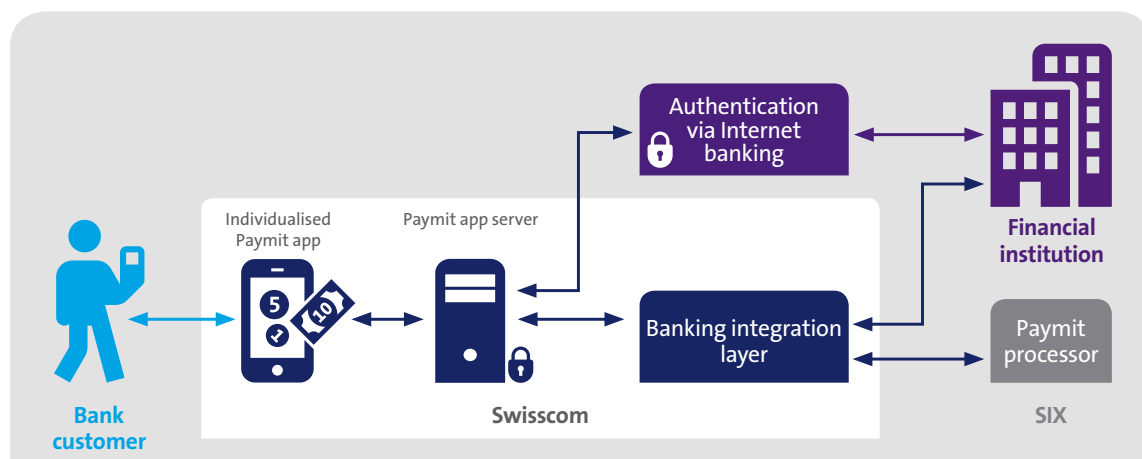 Authentication
via Internet
banking
Individualised
Paymit app
Paymit app server
5
1
10
Financial
institution
Banking integration
layer
Paymit
processor
Bank
customer
Swisscom
SIX